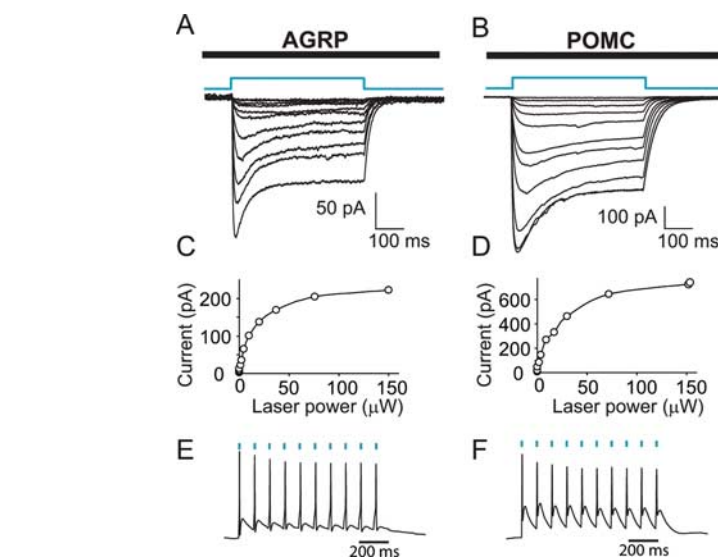 A
AGRP
B
POMC
50 pA
100 ms
100 pA
100 ms
C
Current (pA)
200
100
0
0
50
100
150
Laser power (μW)
D
Current (pA)
600
400
200
0
0
50
100
150
Laser power (μW)
E
200 ms
F
200 ms